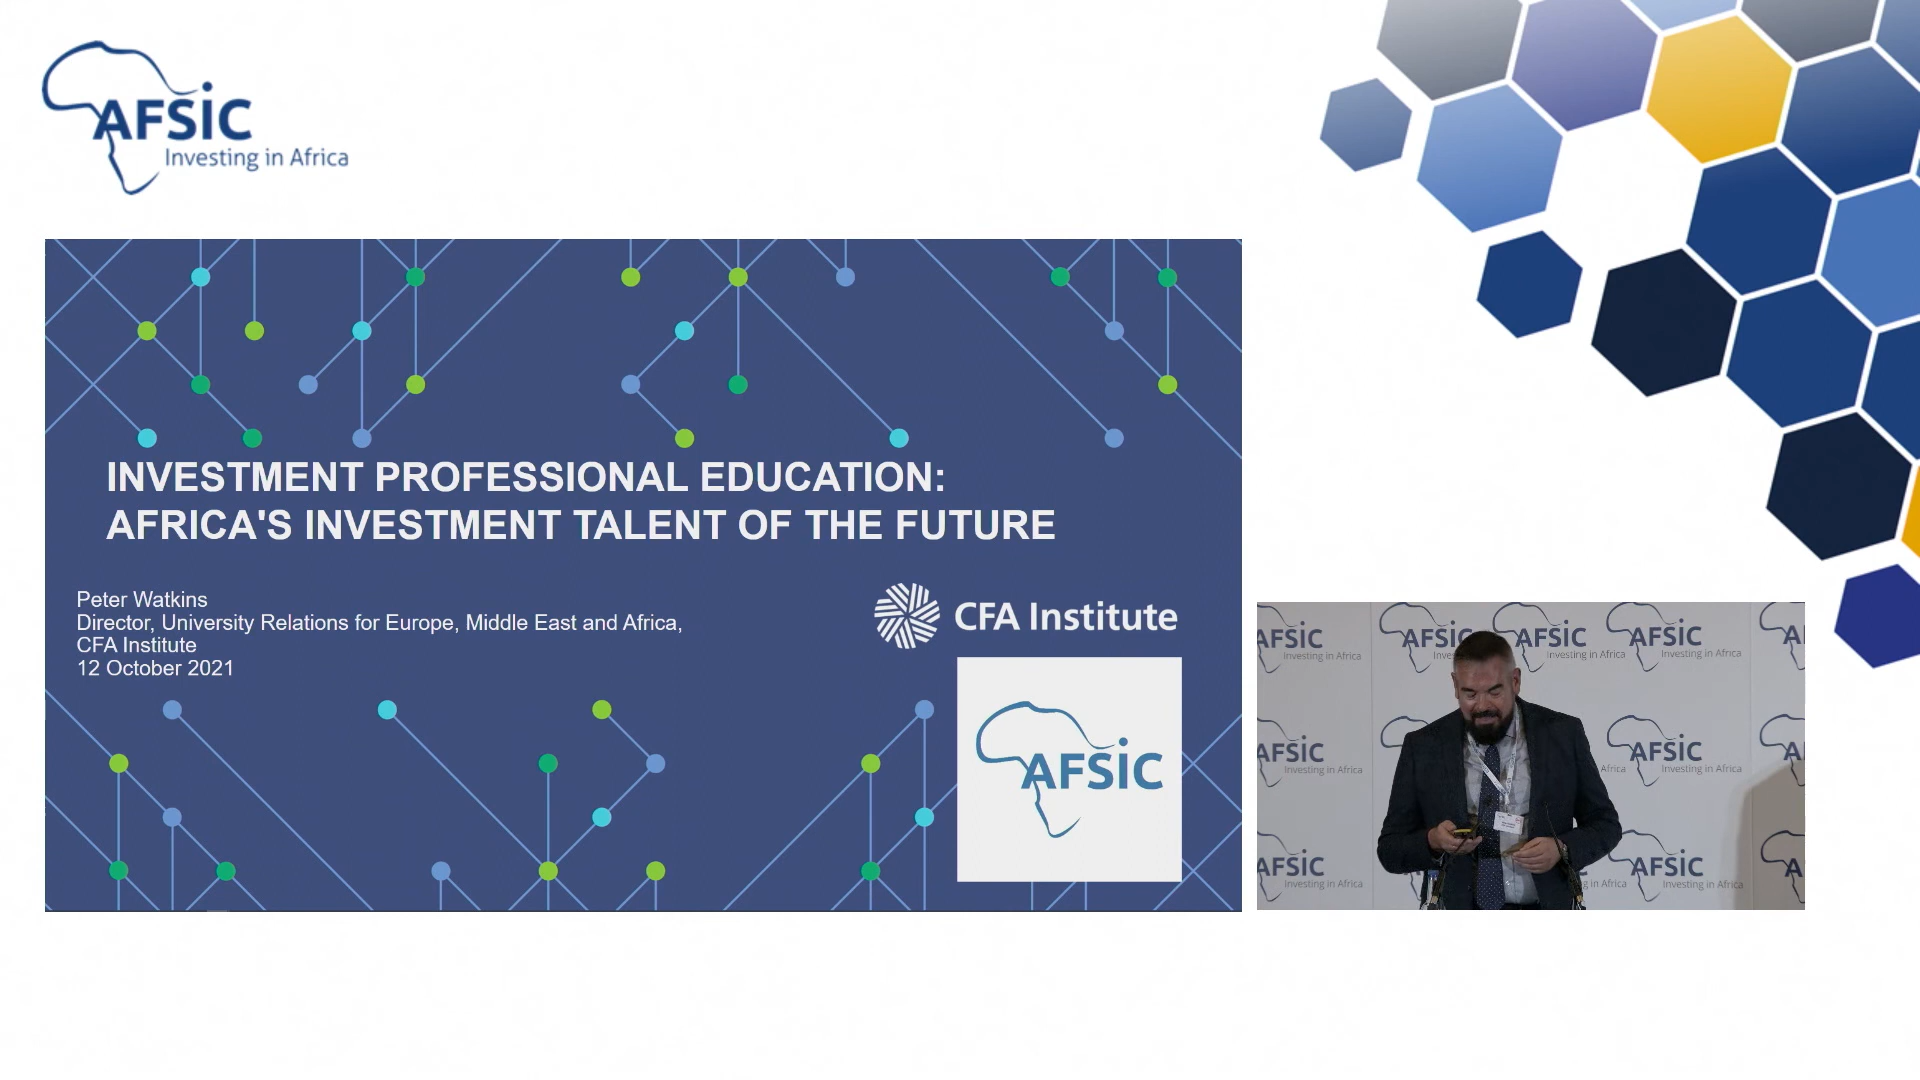 AFSIC
Investing in Africa
INVESTMENT PROFESSIONAL EDUCATION:
AFRICA'S INVESTMENT TALENT OF THE FUTURE
Peter Watkins
Director, University Relations for Europe, Middle East and Africa,
CFA Institute
12 October 2021
CFA Institute
AFSIC
AFSIC
Investing in Africa
AFSIC
AFSIC
Investing in Africa
AFSIC
Investing in Africa
AFSIC
Investing in Africa
Africa
AFSIC
Investing in Africa
AFSIC
Investing in Africa
g in Africa
AFSIC
Investing in Africa